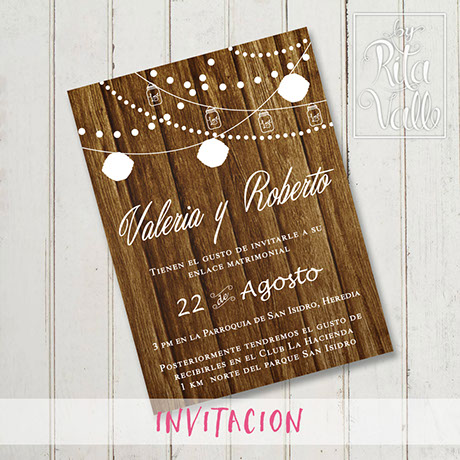 by
Rita
Valle
Valeria y Roberto
Tienen el gusto de invitarle a su
enlace matrimonial
22 de Agosto
3 pm en la Parroquia de San Isidro, Heredia
Posteriormente tendremos el gusto de
recibirles en el Club La Hacienda
1 km norte del parque San Isidro
INVITACION